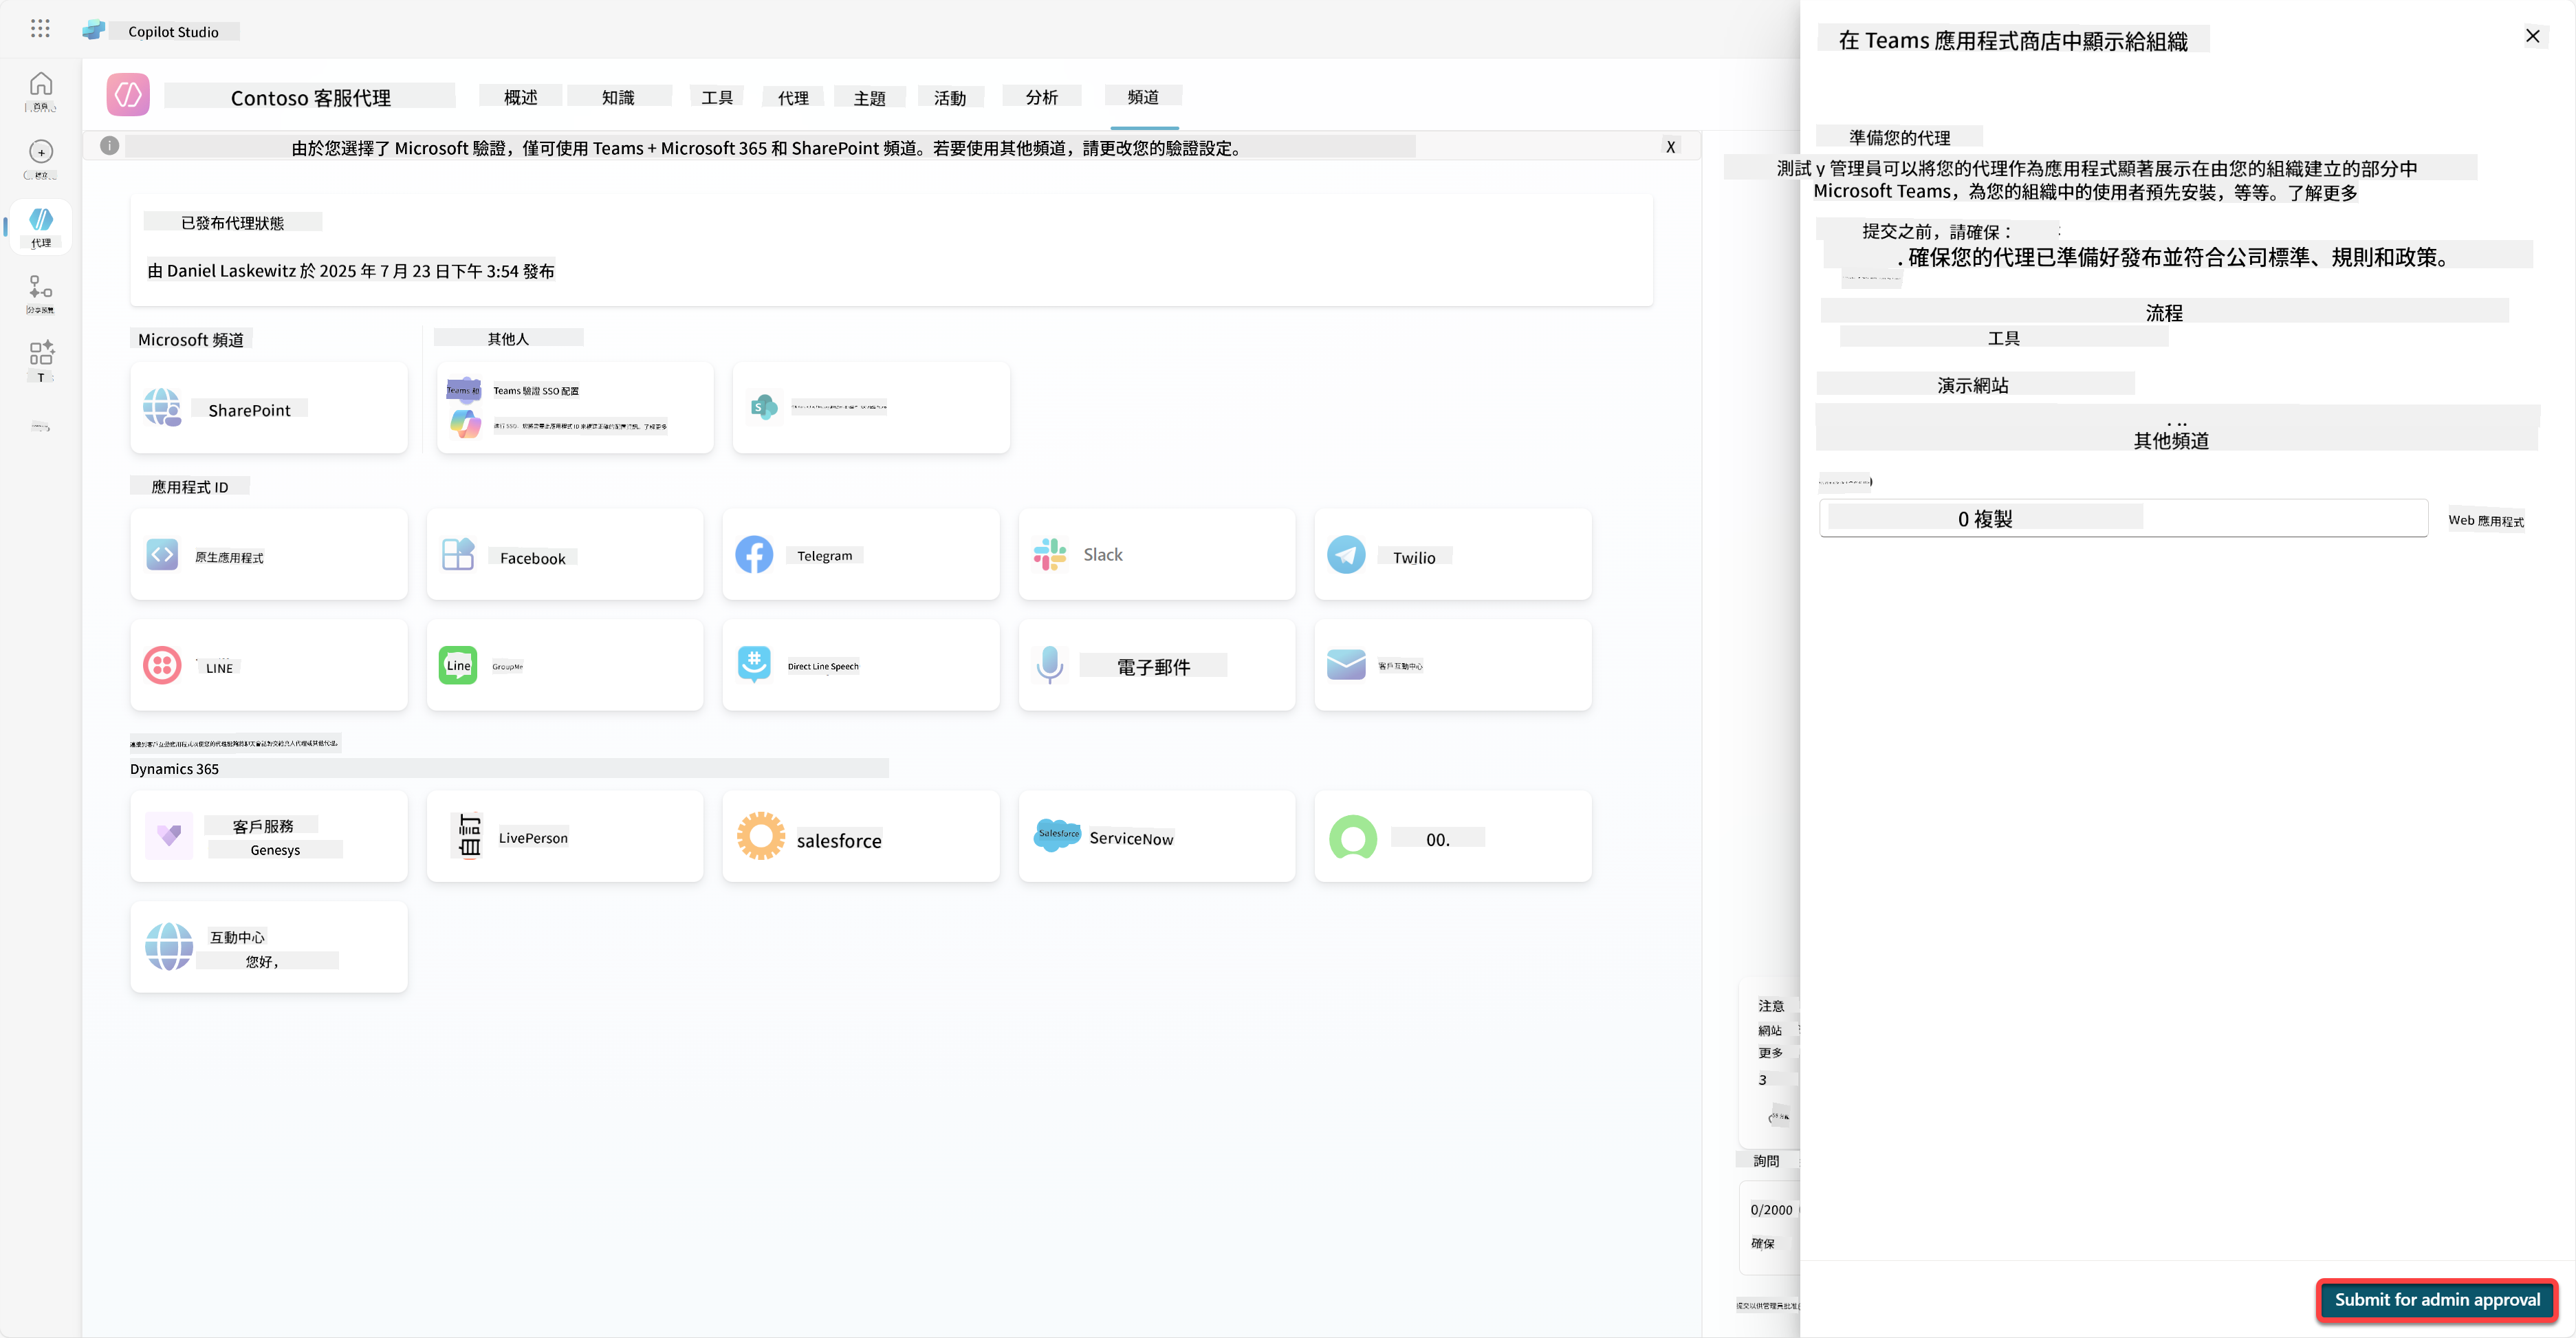 Copilot Studio
在 Teams 應用程式商店中顯示給組織
首頁
Contoso 客服代理
概述
知識
工具
代理
主題
活動
分析
頻道
由於您選擇了 Microsoft 驗證，僅可使用 Teams + Microsoft 365 和 SharePoint 頻道。若要使用其他頻道，請更改您的驗證設定。
X
準備您的代理
測試 y 管理員可以將您的代理作為應用程式顯著展示在由您的組織建立的部分中
Microsoft Teams，為您的組織中的使用者預先安裝，等等。了解更多
已發布代理狀態
代理
由 Daniel Laskewitz 於 2025 年 7 月 23 日下午 3:54 發布
提交之前，請確保：
. 確保您的代理已準備好發布並符合公司標準、規則和政策。
流程
工具
Microsoft 頻道
其他人
T
SharePoint
Teams 和
Teams 驗證 SSO 配置
演示網站
. ..
其他頻道
應用程式 ID
0 複製
Web 應用程式
原生應用程式
Facebook
Telegram
Slack
Twilio
LINE
Line
GroupMe
Direct Line Speech
電子郵件
客戶互動中心
Dynamics 365
客戶服務
Genesys
自訂
LivePerson
salesforce
Salesforce
ServiceNow
00.
互動中心
您好，
注意
網站
更多
3
詢問
0/2000
確保
Submit for admin approval